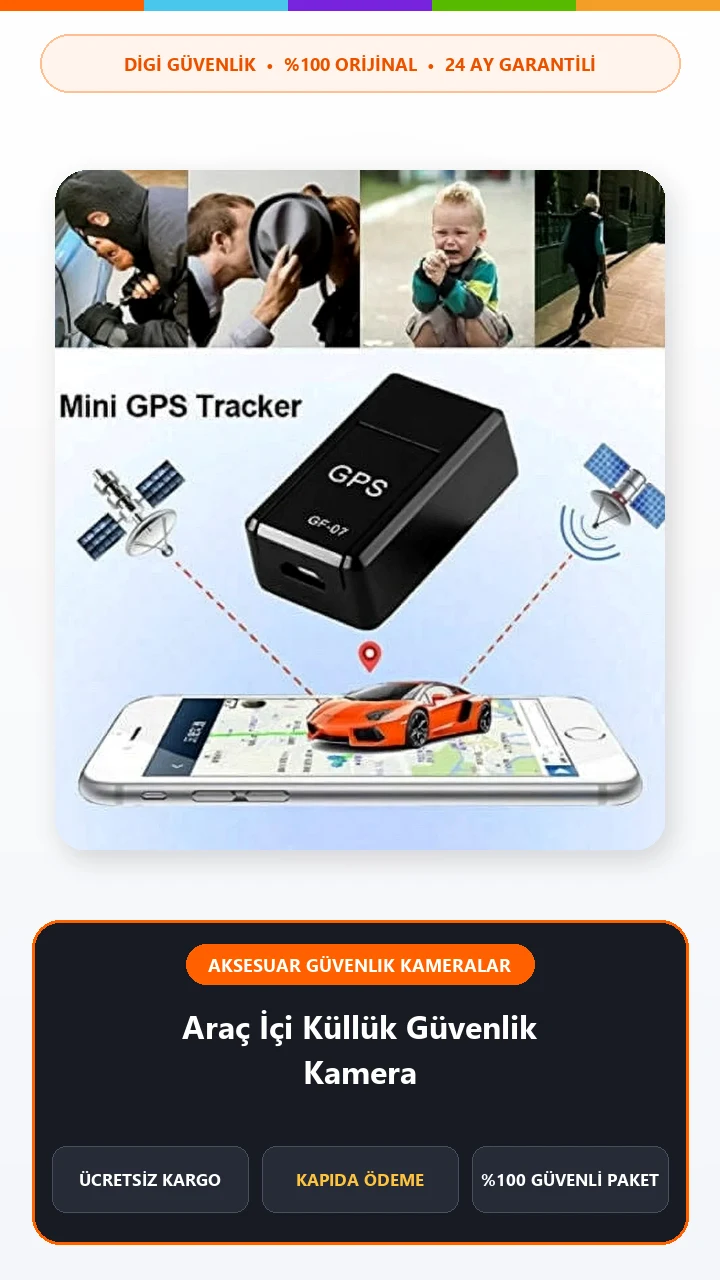 DİGİ GÜVENLİK • %100 ORİJİNAL • 24 AY GARANTİLİ
Mini GPS Tracker
GPS
GF-07
AKSESUAR GÜVENLIK KAMERALAR
Araç İçi Küllük Güvenlik
Kamera
ÜCRETSİZ KARGO
KAPIDA ÖDEME
%100 GÜVENLİ PAKET